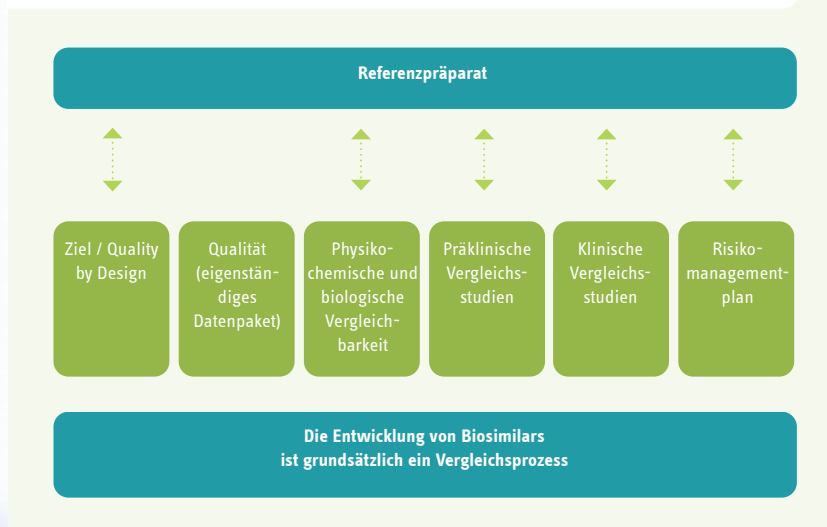 Referenzpräparat
Ziel / Quality
by Design
Qualität
(eigenstän-
diges
Datenpaket)
Physiko-
chemische und
biologische
Vergleich-
barkeit
Präklinische
Vergleichs-
studien
Klinische
Vergleichs-
studien
Risiko-
management-
plan
Die Entwicklung von Biosimilars
ist grundsätzlich ein Vergleichsprozess